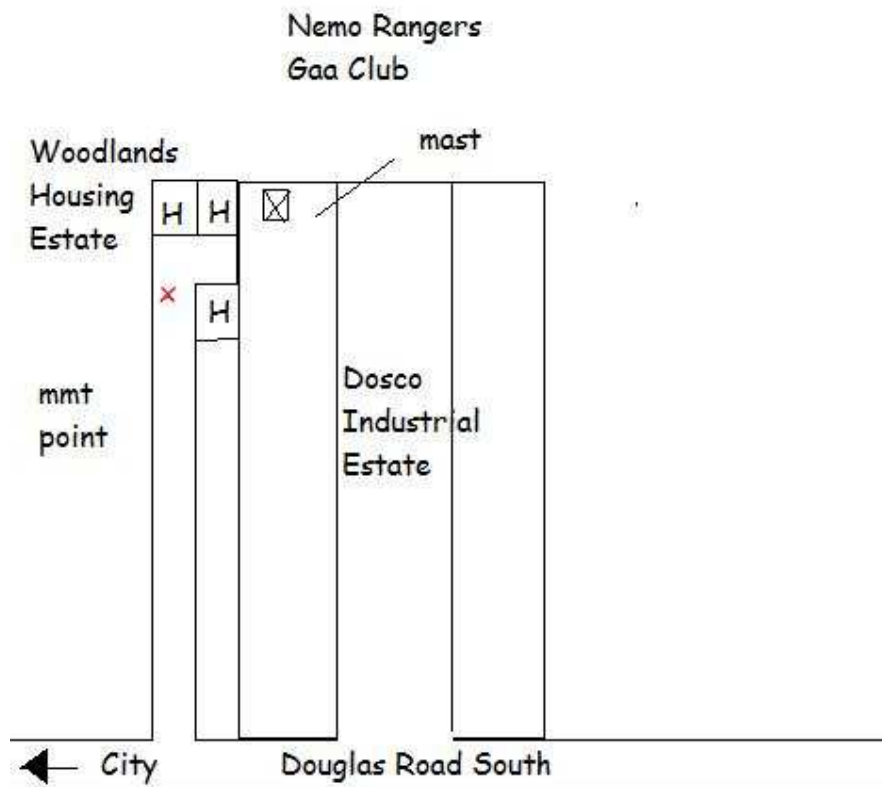 Nemo Rangers
Gaa Club
mast
Woodlands
Housing
Estate
H H
H
mmt
point
Dosco
Industrial
Estate
City
Douglas Road South